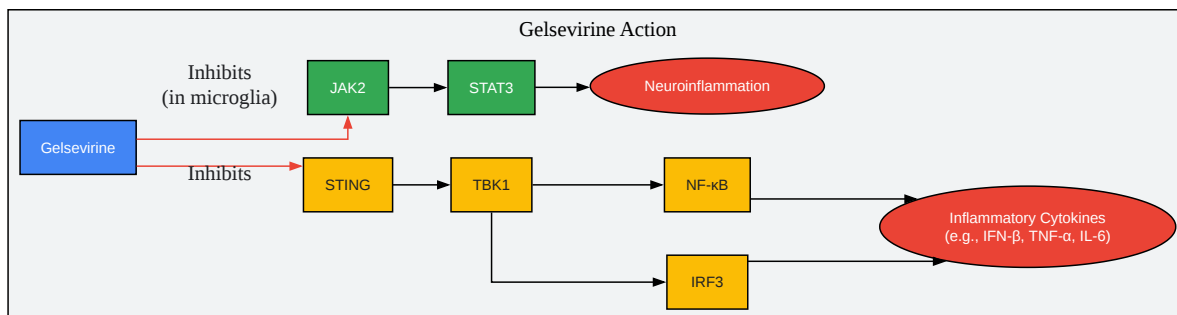 Gelsevirine Action
Inhibits
(in microglia)
JAK2
STAT3
Neuroinflammation
Gelsevirine
Inhibits
STING
TBK1
NF-κB
Inflammatory Cytokines
(e.g., IFN-β, TNF-α, IL-6)
IRF3